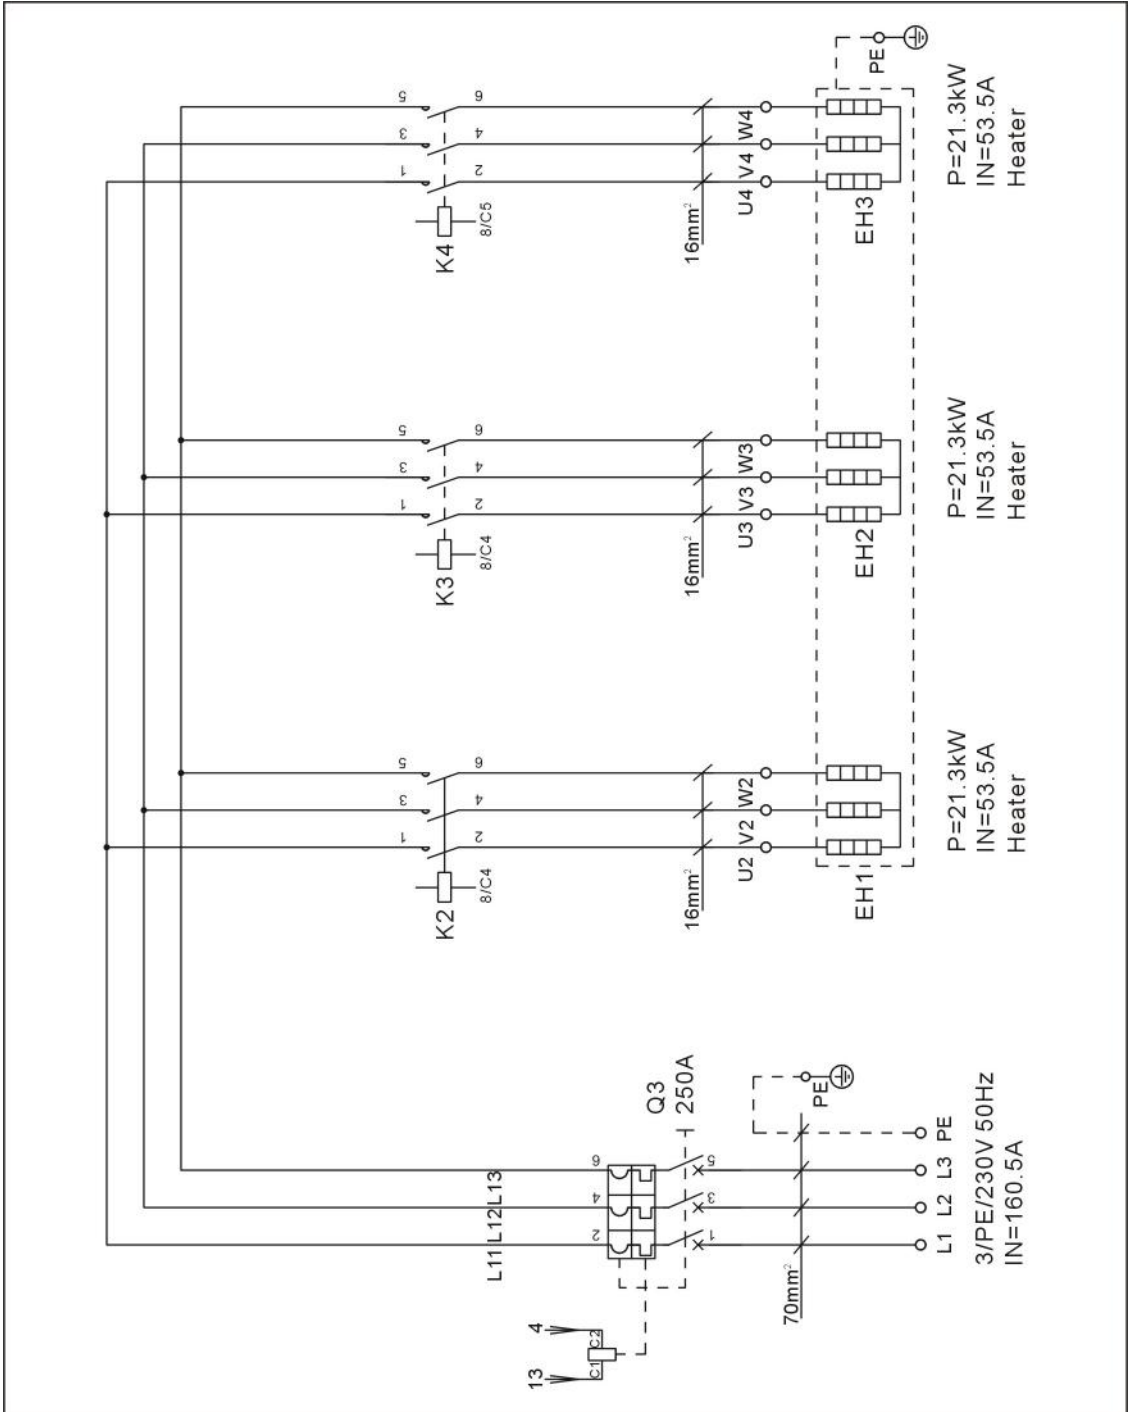 13
4
C1
C2
L11
L12
L13
2
4
6
Q3
250A
1
3
5
70mm²
PE
L1
L2
L3
PE
3/PE/230V 50Hz
IN=160.5A
1
3
5
K2
8/C4
2
4
6
16mm²
U2
V2
W2
EH1
P=21.3kW
IN=53.5A
Heater
1
3
5
K3
8/C4
2
4
6
16mm²
U3
V3
W3
EH2
P=21.3kW
IN=53.5A
Heater
1
3
5
K4
8/C5
2
4
6
16mm²
U4
V4
W4
PE
EH3
P=21.3kW
IN=53.5A
Heater